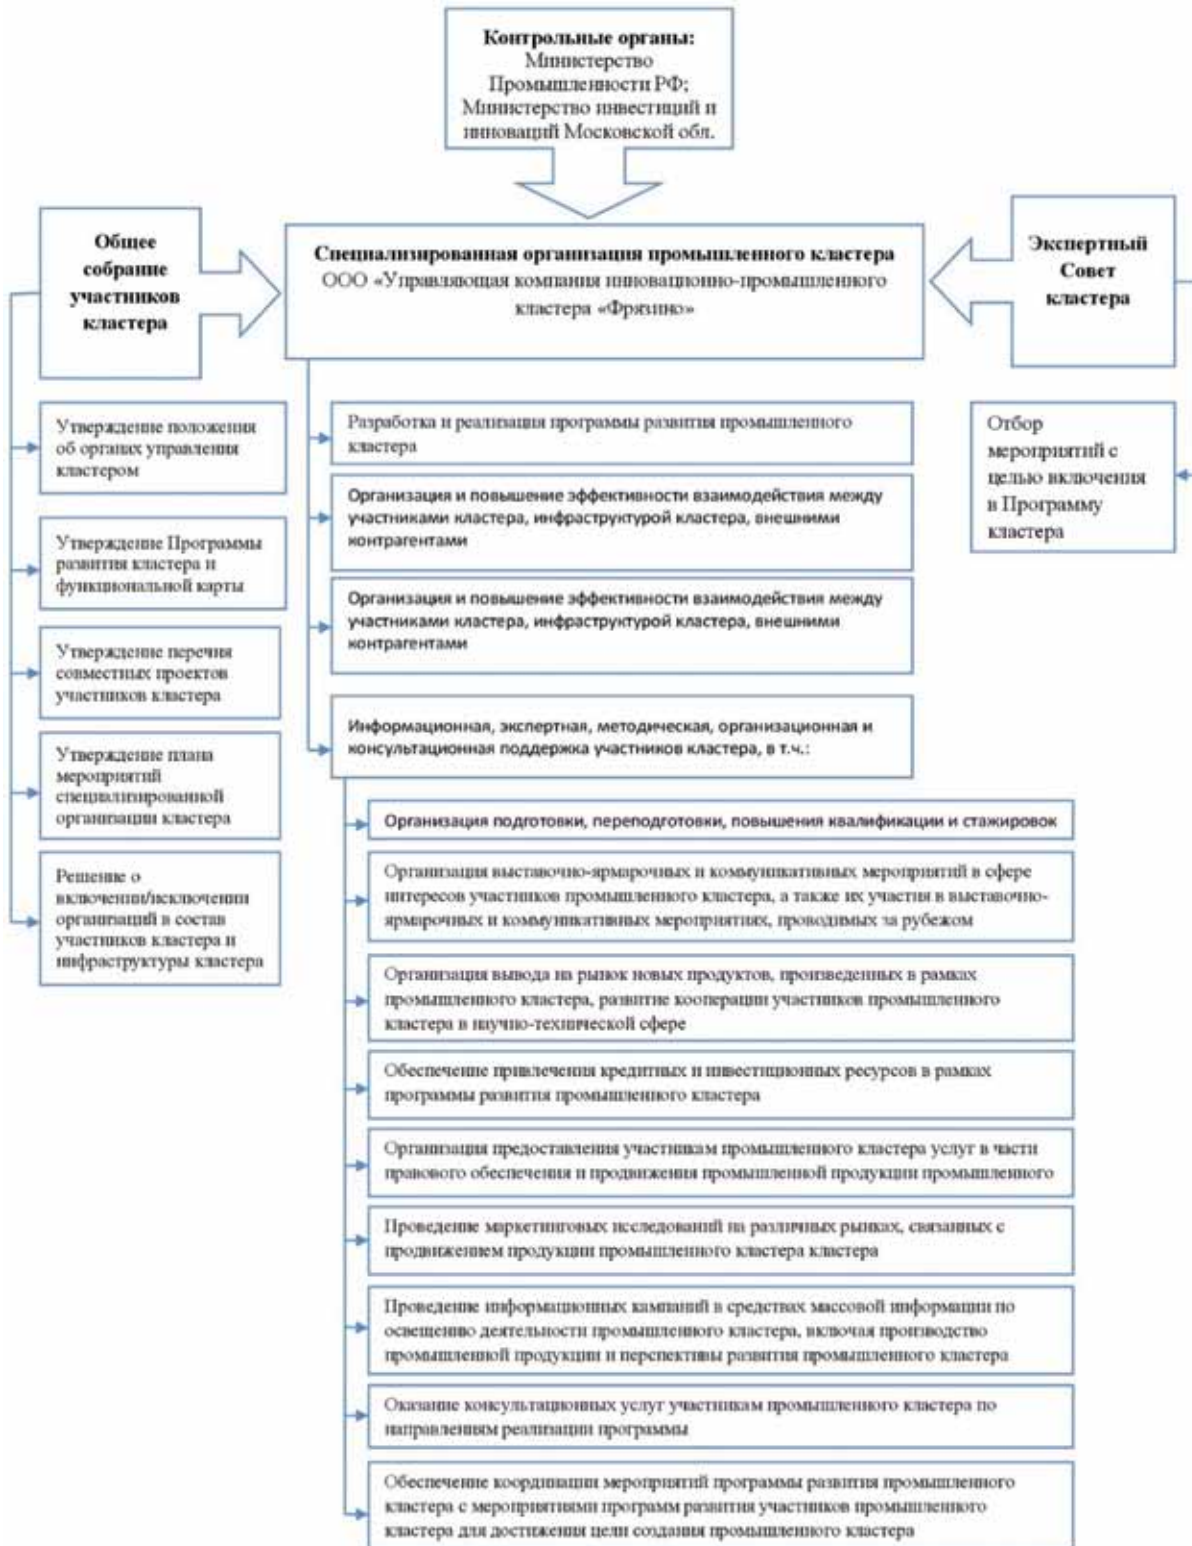 Контрольные органы:
Министерство
Промышленности РФ;
Министерство инвестиций и
инноваций Московской обл.
Общее
собрание
участников
кластера
Специализированная организация промышленного кластера
ООО «Управляющая компания инновационно-промышленного
кластера «Фрязино»
Экспертный
Совет
кластера
Утверждение положения
об органах управления
кластером
Утверждение Программы
развития кластера и
функциональной карты
Утверждение перечня
совместных проектов
участников кластера
Утверждение плана
мероприятий
специализированной
организации кластера
Решение о
включении/исключении
организаций в состав
участников кластера и
инфраструктуры кластера
Разработка и реализация программы развития промышленного
кластера
Организация и повышение эффективности взаимодействия между
участниками кластера, инфраструктурой кластера, внешними
контрагентами
Организация и повышение эффективности взаимодействия между
участниками кластера, инфраструктурой кластера, внешними
контрагентами
Информационная, экспертная, методическая, организационная и
консультационная поддержка участников кластера, в т.ч.:
Организация подготовки, переподготовки, повышения квалификации и стажировок
Организация выставочно-ярмарочных и коммуникативных мероприятий в сфере
интересов участников промышленного кластера, а также их участия в выставочно-
ярмарочных и коммуникативных мероприятиях, проводимых за рубежом
Организация вывода на рынок новых продуктов, произведенных в рамках
промышленного кластера, развитие кооперации участников промышленного
кластера в научно-технической сфере
Обеспечение привлечения кредитных и инвестиционных ресурсов в рамках
программы развития промышленного кластера
Организация предоставления участникам промышленного кластера услуг в части
правового обеспечения и продвижения промышленной продукции промышленного
Проведение маркетинговых исследований на различных рынках, связанных с
продвижением продукции промышленного кластера кластера
Проведение информационных кампаний в средствах массовой информации по
освещению деятельности промышленного кластера, включая производство
промышленной продукции и перспективы развития промышленного кластера
Оказание консультационных услуг участникам промышленного кластера по
направлениям реализации программы
Обеспечение координации мероприятий программы развития промышленного
кластера с мероприятиями программ развития участников промышленного
кластера для достижения цели создания промышленного кластера
Отбор
мероприятий с
целью включения
в Программу
кластера